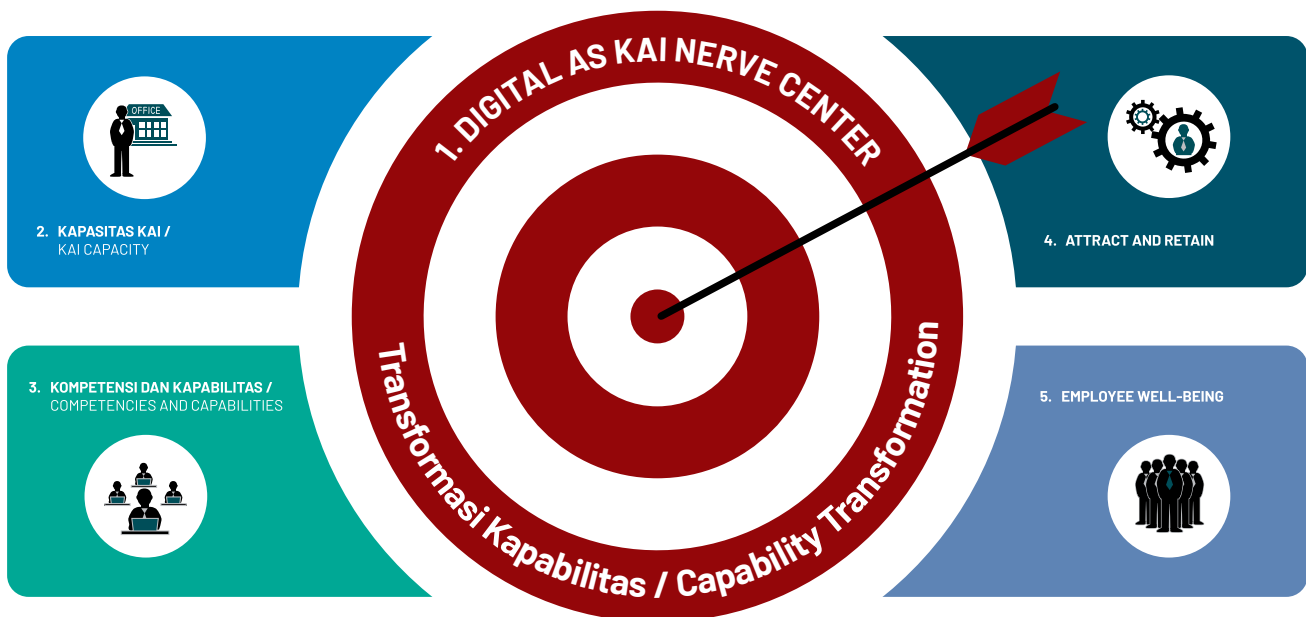 1. DIGITAL AS KAI NERVE CENTER
Transformasi Kapabilitas / Capability Transformation
OFFICE
2. KAPASITAS KAI /
KAI CAPACITY
3. KOMPETENSI DAN KAPABILITAS /
COMPETENCIES AND CAPABILITIES
4. ATTRACT AND RETAIN
5. EMPLOYEE WELL-BEING